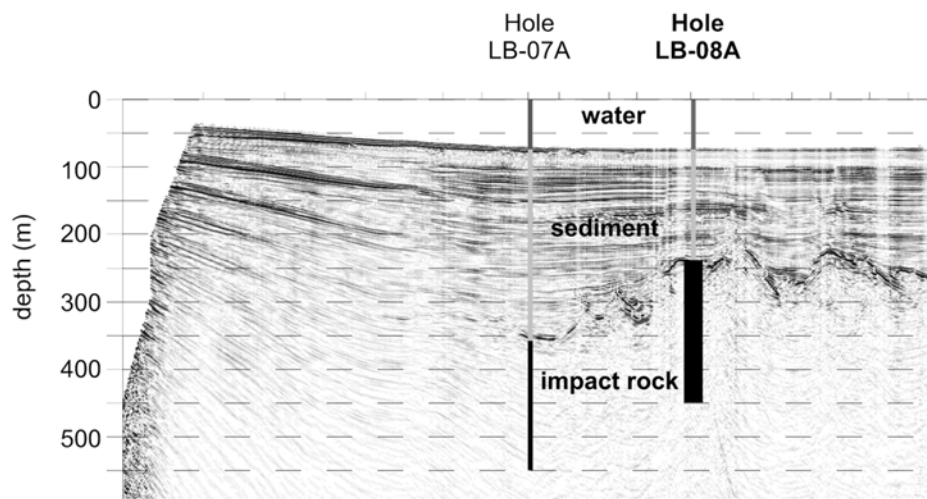 Hole
LB-07A
Hole
LB-08A
0
water
100
200
sediment
depth (m)
300
400
impact rock
500